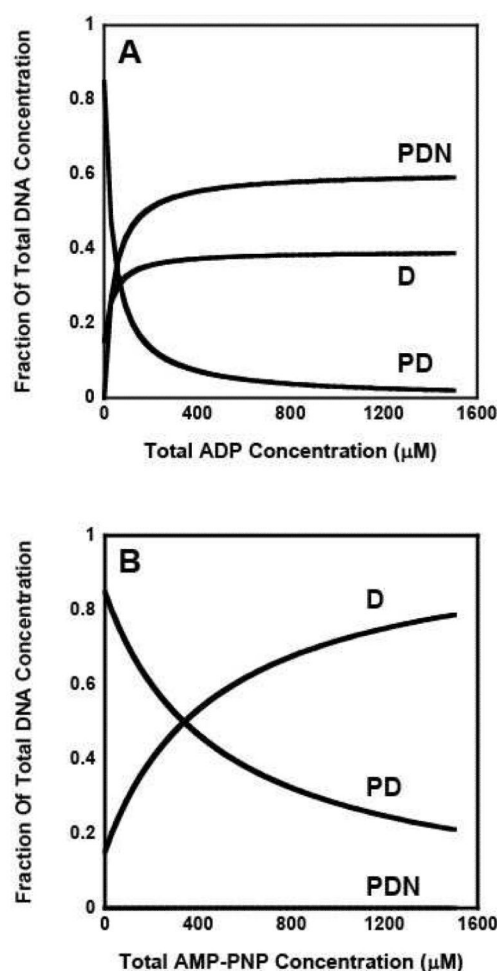 A
1
0.8
0.6
0.4
0.2
0
Fraction Of Total DNA Concentration
PDN
D
PD
0 400 800 1200 1600
Total ADP Concentration (μM)
B
1
0.8
0.6
0.4
0.2
0
Fraction Of Total DNA Concentration
D
PD
PDN
0 400 800 1200 1600
Total AMP-PNP Concentration (μM)